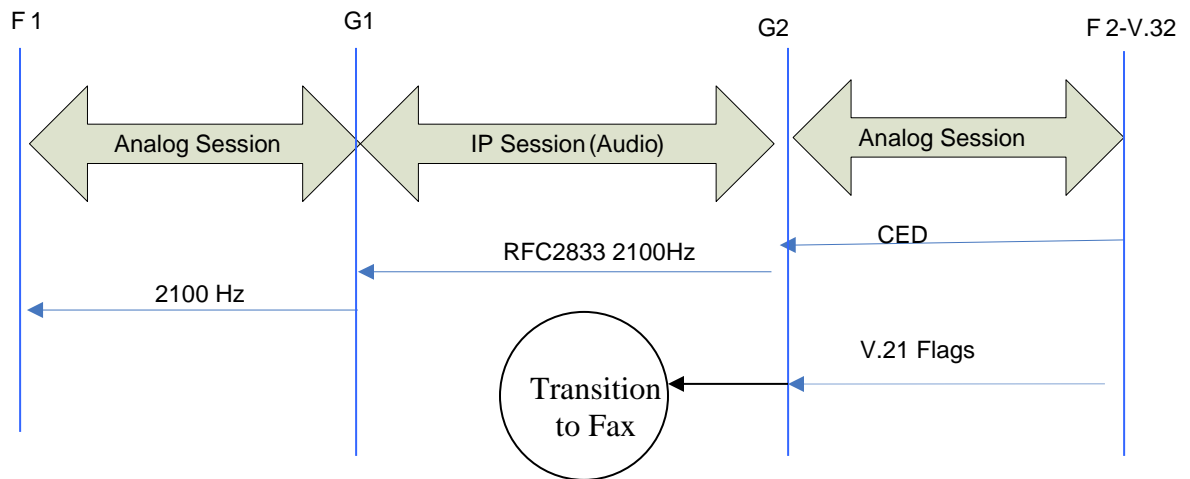 F 1
G1
G2
F 2-V.32
Analog Session
IP Session (Audio)
Analog Session
CED
RFC2833 2100Hz
2100 Hz
V.21 Flags
Transition
to Fax